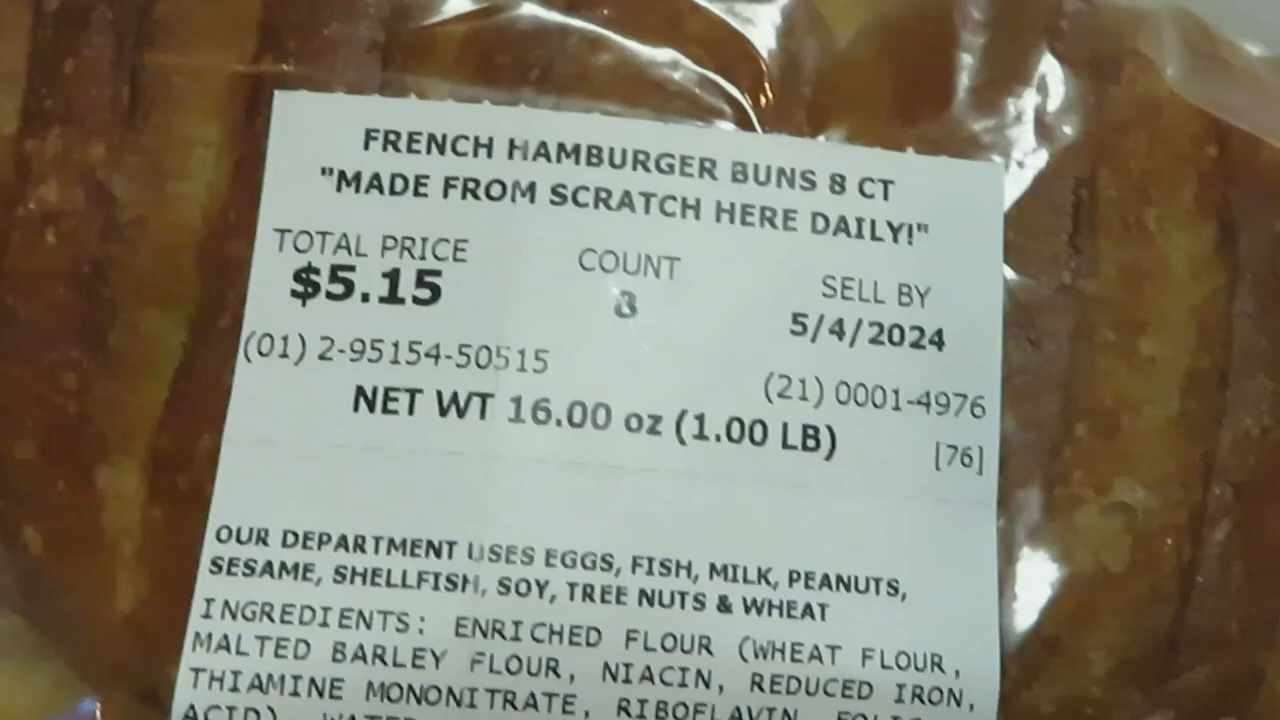 FRENCH HAMBURGER BUNS 8 CT
"MADE FROM SCRATCH HERE DAILY!"
TOTAL PRICE COUNT SELL BY
$5.15 8 5/4/2024
(01) 2-95154-50515 (21) 0001-4976
NET WT 16.00 oz (1.00 LB) [76]
OUR DEPARTMENT USES EGGS, FISH, MILK, PEANUTS,
SESAME, SHELLFISH, SOY, TREE NUTS & WHEAT
INGREDIENTS: ENRICHED FLOUR (WHEAT FLOUR,
MALTED BARLEY FLOUR, NIACIN, REDUCED IRON,
THIAMINE MONONITRATE, RIBOFLAVIN, FOLIC
ACID), WATER